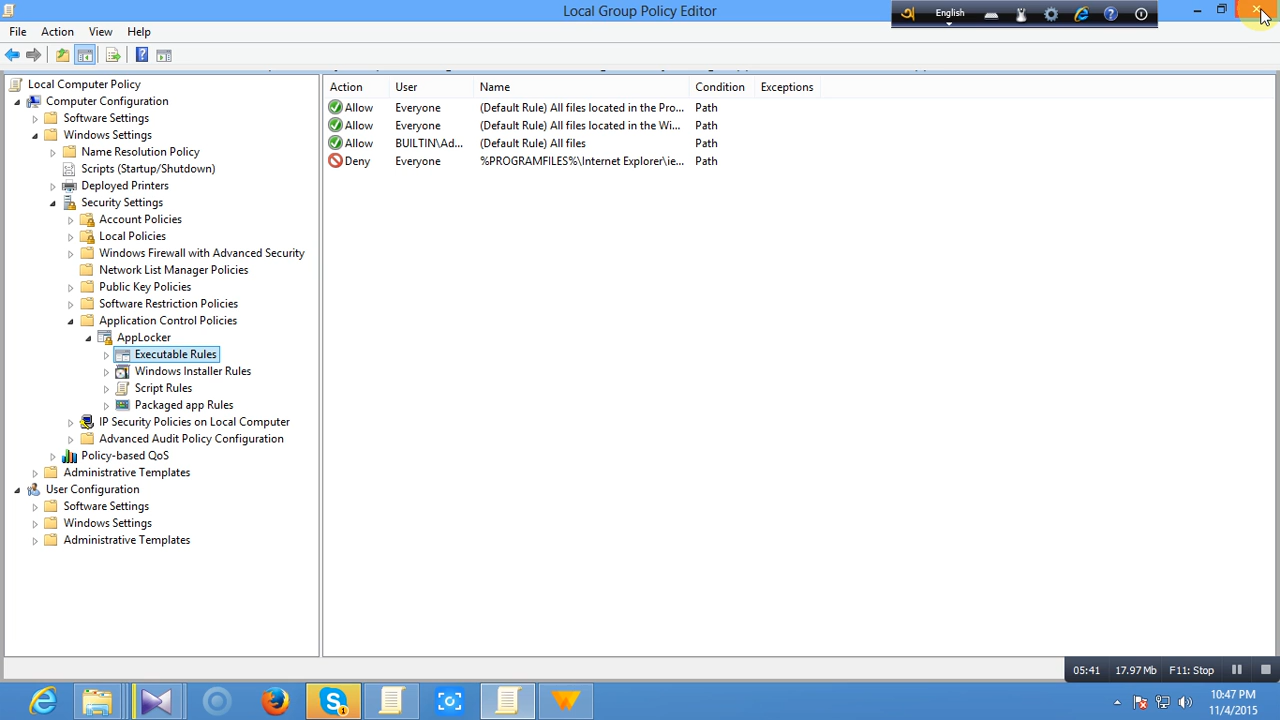 Local Group Policy Editor
English
File Action View Help
Local Computer Policy
Computer Configuration
Software Settings
Windows Settings
Name Resolution Policy
Scripts (Startup/Shutdown)
Deployed Printers
Security Settings
Account Policies
Local Policies
Windows Firewall with Advanced Security
Network List Manager Policies
Public Key Policies
Software Restriction Policies
Application Control Policies
AppLocker
Executable Rules
Windows Installer Rules
Script Rules
Packaged app Rules
IP Security Policies on Local Computer
Advanced Audit Policy Configuration
Policy-based QoS
Administrative Templates
User Configuration
Software Settings
Windows Settings
Administrative Templates
Action User Name Condition Exceptions
Allow Everyone (Default Rule) All files located in the Pro... Path
Allow Everyone (Default Rule) All files located in the Wi... Path
Allow BUILTIN\Ad... (Default Rule) All files Path
Deny Everyone %PROGRAMFILES%\Internet Explorer\ie... Path
05:41 17.97 Mb F11: Stop
10:47 PM
11/4/2015